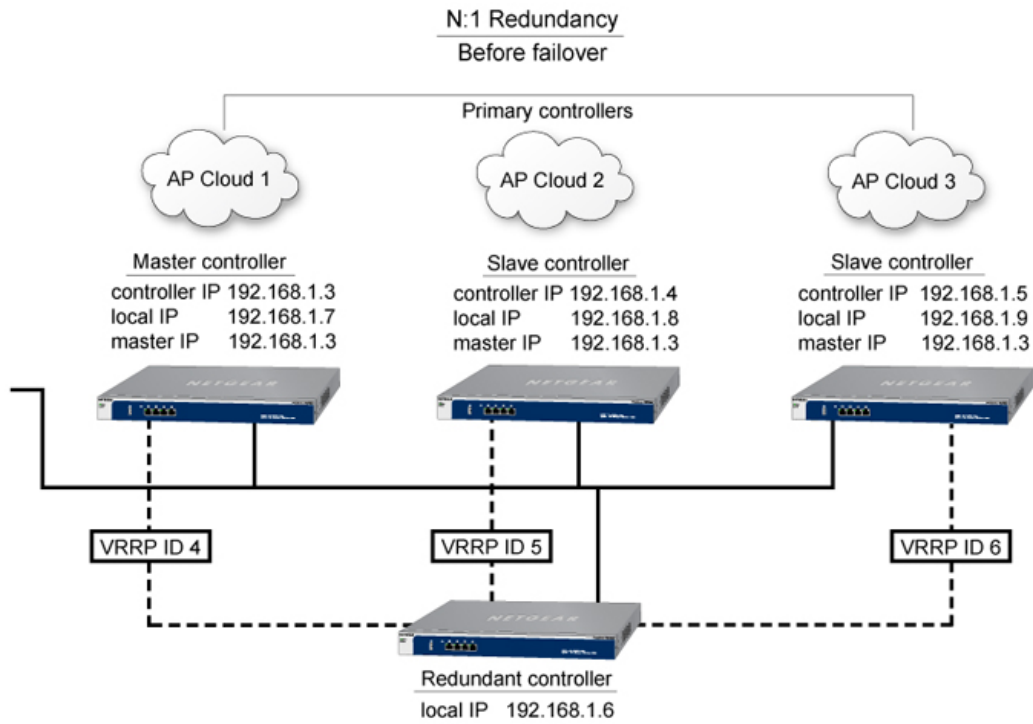 N:1 Redundancy
Before failover
Primary controllers
AP Cloud 1
AP Cloud 2
AP Cloud 3
Master controller
controller IP 192.168.1.3
local IP 192.168.1.7
master IP 192.168.1.3
Slave controller
controller IP 192.168.1.4
local IP 192.168.1.8
master IP 192.168.1.3
Slave controller
controller IP 192.168.1.5
local IP 192.168.1.9
master IP 192.168.1.3
NETGEAR
NETGEAR
NETGEAR
VRRP ID 4
VRRP ID 5
VRRP ID 6
NETGEAR
Redundant controller
local IP 192.168.1.6